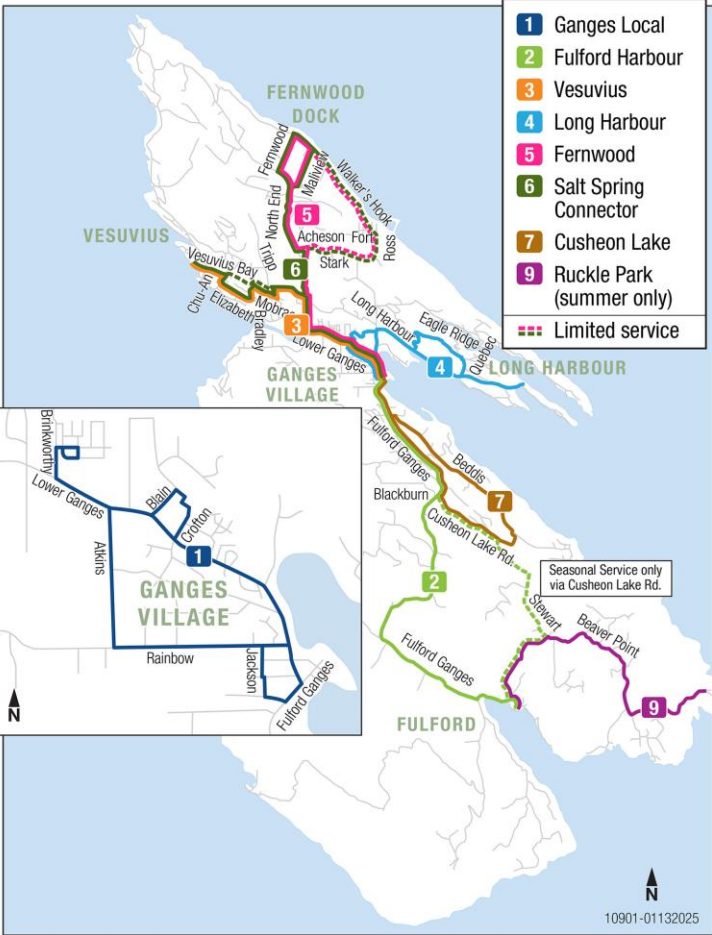 1 Ganges Local
2 Fulford Harbour
3 Vesuvius
4 Long Harbour
5 Fernwood
6 Salt Spring
Connector
7 Cusheon Lake
9 Ruckle Park
(summer only)
Limited service
FERNWOOD
DOCK
Fernwood
Malivew
Walker's Hook
North End
5
Acheson
Fort
Ross
Stark
Tripp
6
VESUVIUS
Vesuvius Bay
Chu-An
Elizabeth
Mobrae
Bradley
3
Lower Ganges
Long Harbour
Eagle Ridge
Quebec
4
LONG HARBOUR
GANGES
VILLAGE
Fulford Ganges
Beddis
Blackburn
7
Cusheon Lake Rd.
2
Seasonal Service only
via Cusheon Lake Rd.
Stewart
Beaver Point
Fulford Ganges
9
FULFORD
Brinkworthy
Lower Ganges
Blain
Crofton
Atkins
1
GANGES
VILLAGE
Rainbow
Jackson
Fulford Ganges
N
N
10901-01132025